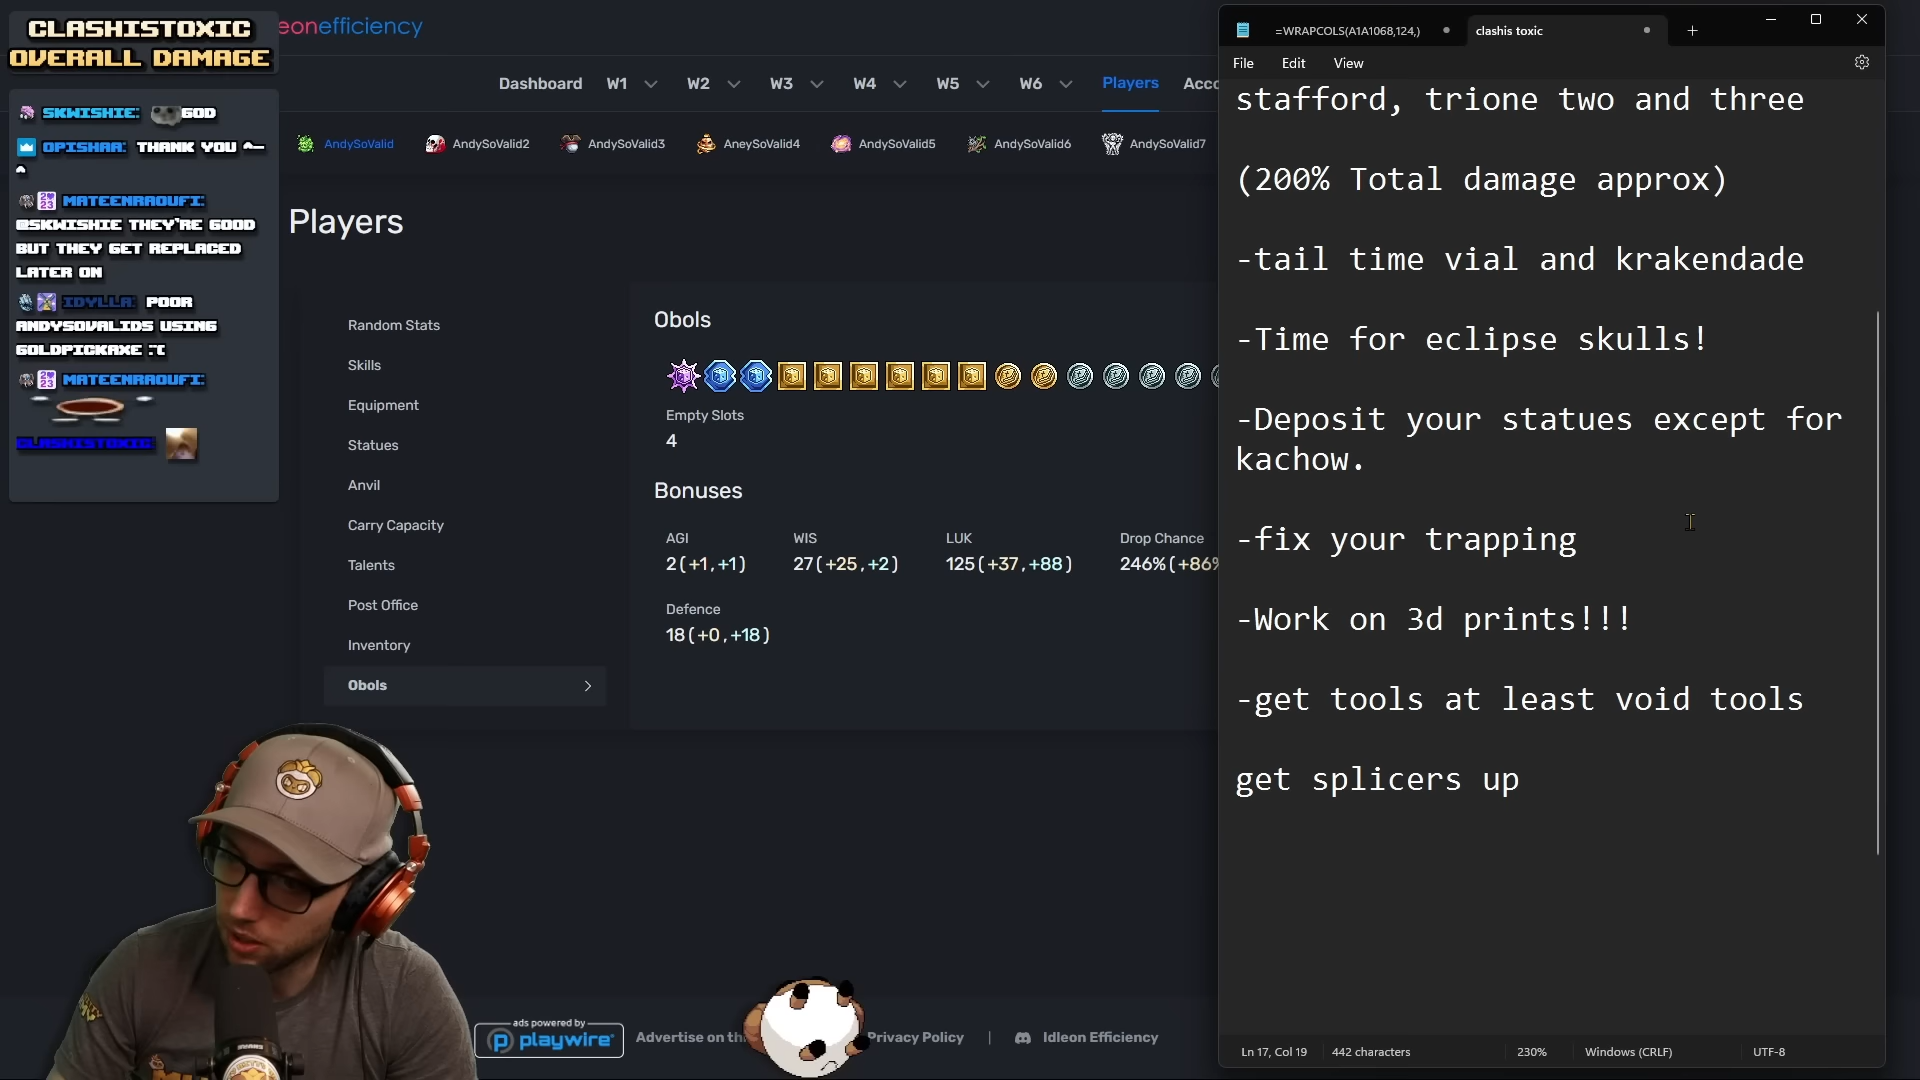 CLASHISTOXIC
OVERALL DAMAGE
SKWISHIE: GOD
OPISHAA: THANK YOU ^-
^
MATEENRAOUFI:
@SKWISHIE THEY'RE GOOD
BUT THEY GET REPLACED
LATER ON
IDYLLA: POOR
ANDYSOVALIDS USING
GOLDPICKAXE :'(
MATEENRAOUFI:
CLASHISTOXIC:
eonefficiency
Dashboard W1 W2 W3 W4 W5 W6 Players Acco
AndySoValid AndySoValid2 AndySoValid3 AneySoValid4 AndySoValid5 AndySoValid6 AndySoValid7
Players
Random Stats
Skills
Equipment
Statues
Anvil
Carry Capacity
Talents
Post Office
Inventory
Obols
Obols
Empty Slots
4
Bonuses
AGI WIS LUK Drop Chance
2(+1,+1) 27(+25,+2) 125(+37,+88) 246%(+86%
Defence
18(+0,+18)
ads powered by
playwire
Advertise on th Privacy Policy | Idleon Efficiency
=WRAPCOLS(A1A1068,124,) clashis toxic
File Edit View
stafford, trione two and three
(200% Total damage approx)
-tail time vial and krakendade
-Time for eclipse skulls!
-Deposit your statues except for
kachow.
-fix your trapping
-Work on 3d prints!!!
-get tools at least void tools
get splicers up
Ln 17, Col 19 442 characters 230% Windows (CRLF) UTF-8